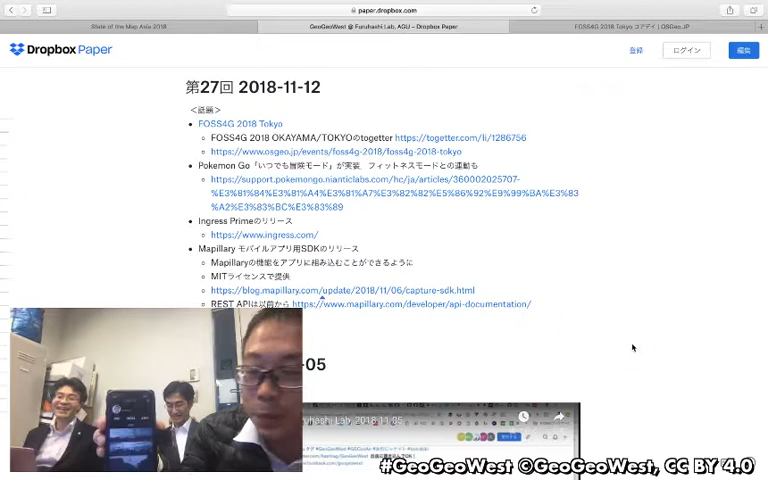 paper.dropbox.com
State of the Map Asia 2018
GeoGeoWest @ Furuhashi Lab, AGU – Dropbox Paper
FOSS4G 2018 Tokyo コアデイ | OSGeo.JP
Dropbox Paper
登録
ログイン
編集
第27回 2018-11-12
＜話題＞
FOSS4G 2018 Tokyo
FOSS4G 2018 OKAYAMA/TOKYOのtogetter https://togetter.com/li/1286756
https://www.osgeo.jp/events/foss4g-2018/foss4g-2018-tokyo
Pokemon Go「いつでも冒険モード」が実装　フィットネスモードとの連動も
https://support.pokemongo.nianticlabs.com/hc/ja/articles/360002025707-
%E3%81%84%E3%81%A4%E3%81%A7%E3%82%82%E5%86%92%E9%99%BA%E3%83
%A2%E3%83%BC%E3%83%89
Ingress Primeのリリース
https://www.ingress.com/
Mapillary モバイルアプリ用SDKのリリース
Mapillaryの機能をアプリに組み込むことができるように
MITライセンスで提供
https://blog.mapillary.com/update/2018/11/06/capture-sdk.html
REST APIは以前から https://www.mapillary.com/developer/api-documentation/
-05
ruhashi Lab. 2018.11.05
#GeoGeoWest ©GeoGeoWest, CC BY 4.0